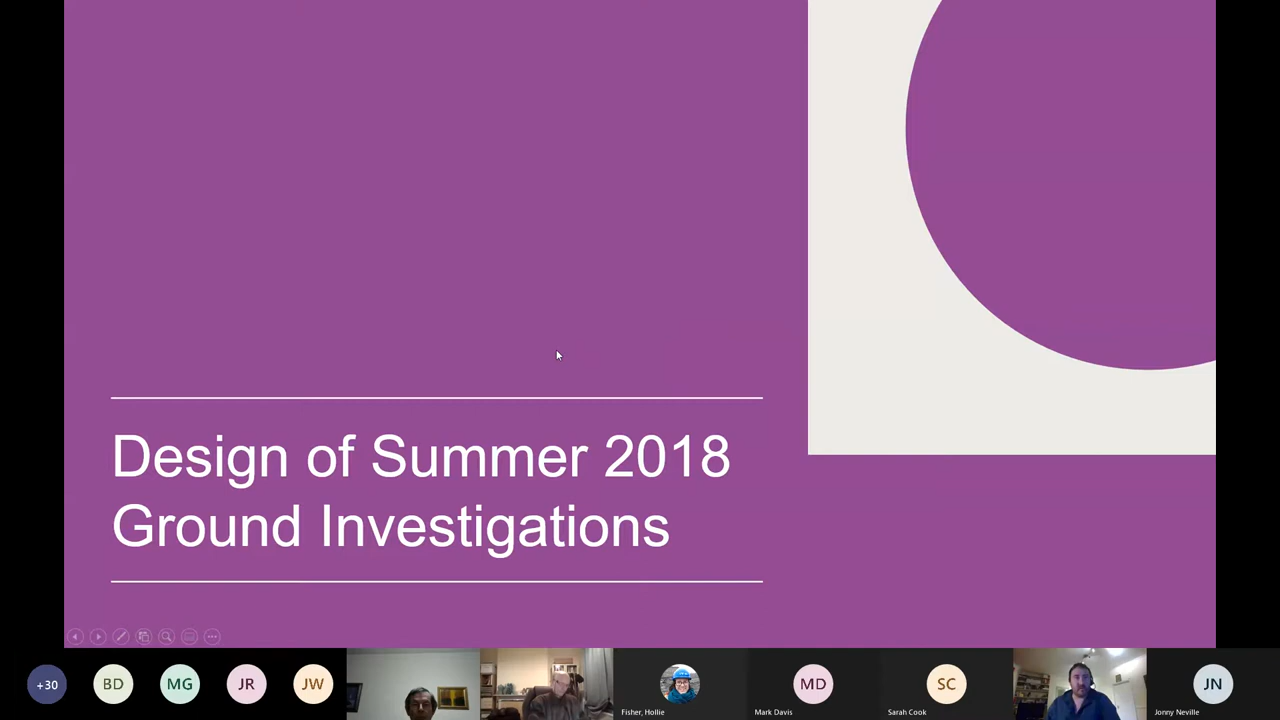 Design of Summer 2018
Ground Investigations
+30
BD
MG
JR
JW
Fisher, Hollie
MD
Mark Davis
SC
Sarah Cook
JN
Jonny Neville